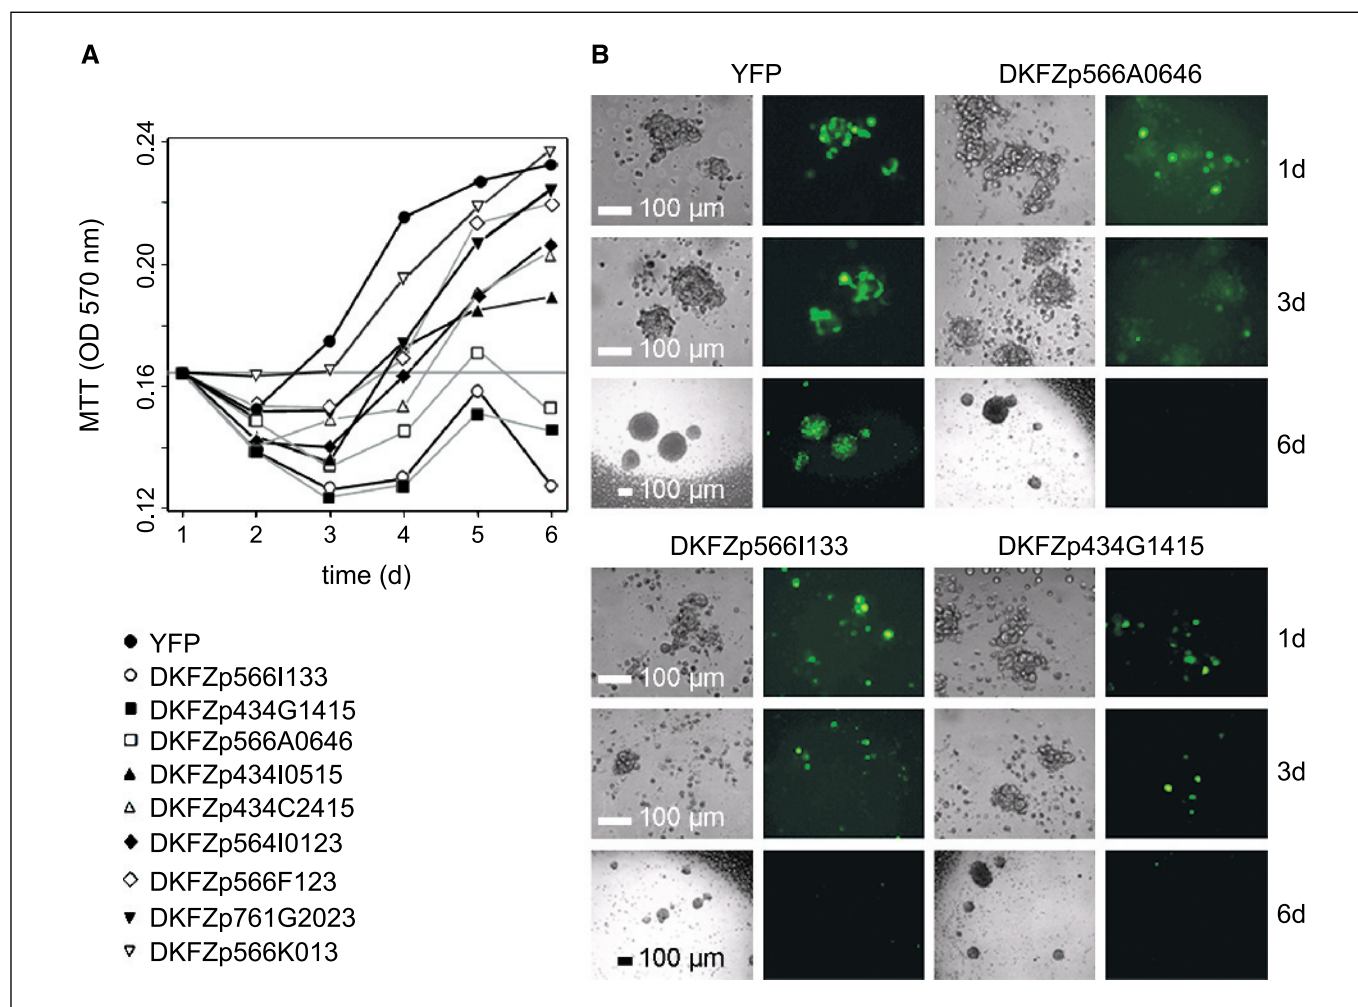 A
MTT (OD 570 nm)
0.24
0.20
0.16
0.12
1 2 3 4 5 6
time (d)
YFP
DKFZp566I133
DKFZp434G1415
DKFZp566A0646
DKFZp434I0515
DKFZp434C2415
DKFZp564I0123
DKFZp566F123
DKFZp761G2023
DKFZp566K013
B
YFP DKFZp566A0646
100 µm 1d
100 µm 3d
100 µm 6d
DKFZp566I133 DKFZp434G1415
100 µm 1d
100 µm 3d
100 µm 6d